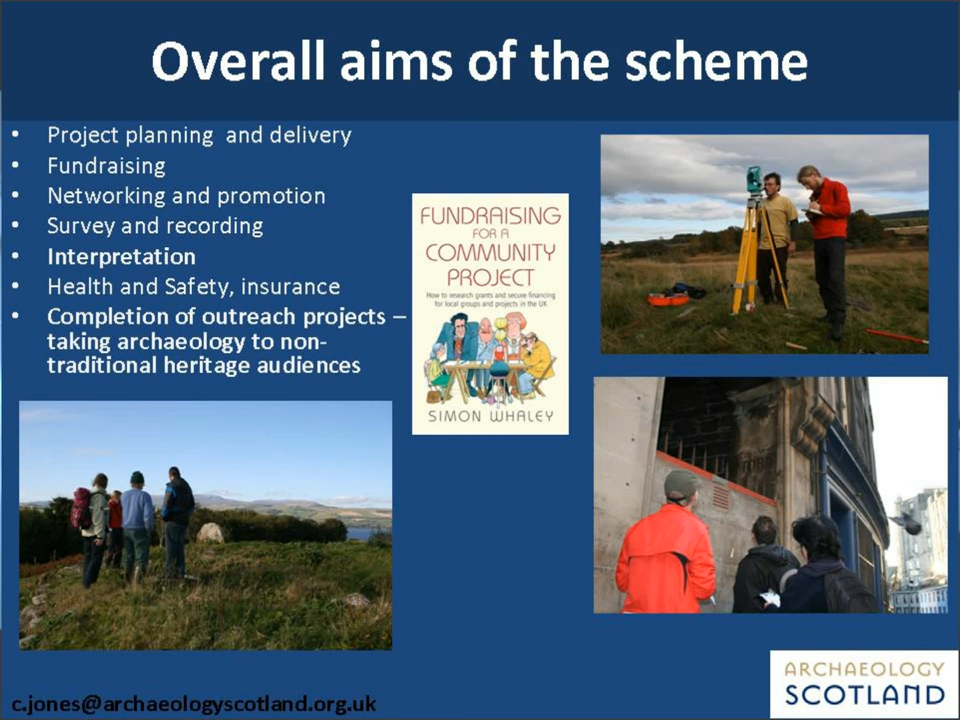 Overall aims of the scheme
• Project planning and delivery
• Fundraising
• Networking and promotion
• Survey and recording
• Interpretation
• Health and Safety, insurance
• Completion of outreach projects –
taking archaeology to non-
traditional heritage audiences
FUNDRAISING
FOR A
COMMUNITY
PROJECT
How to research grants and secure financing
for local groups and projects in the UK
SIMON WHALEY
c.jones@archaeologyscotland.org.uk
ARCHAEOLOGY
SCOTLAND